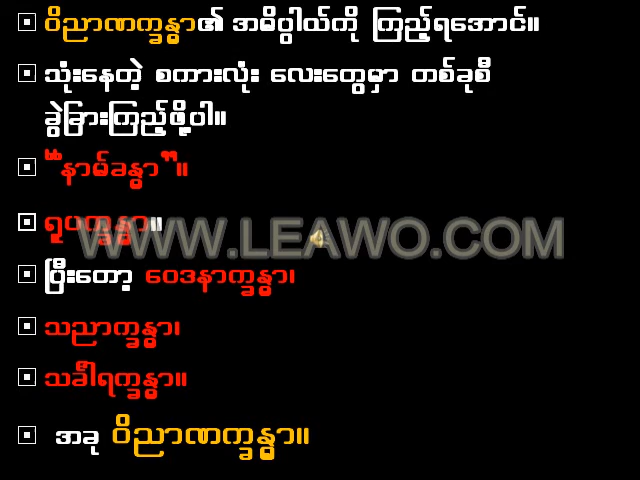 ဝိညာဏက္ခန္ဓာ၏ အဓိပ္ပါယ်ကို ကြည့်ရအောင်။
သုံးနေတဲ့ စကားလုံး လေးတွေမှာ တစ်ခုစီ
ခွဲခြားကြည့်ဖို့ပါ။
“နာမ်ခန္ဓာ”။
ရူပက္ခန္ဓာ။
WWW.LEAWO.COM
ပြီးတော့ ဝေဒနာက္ခန္ဓာ၊
သညာက္ခန္ဓာ၊
သင်္ခါရက္ခန္ဓာ။
အခု ဝိညာဏက္ခန္ဓာ။